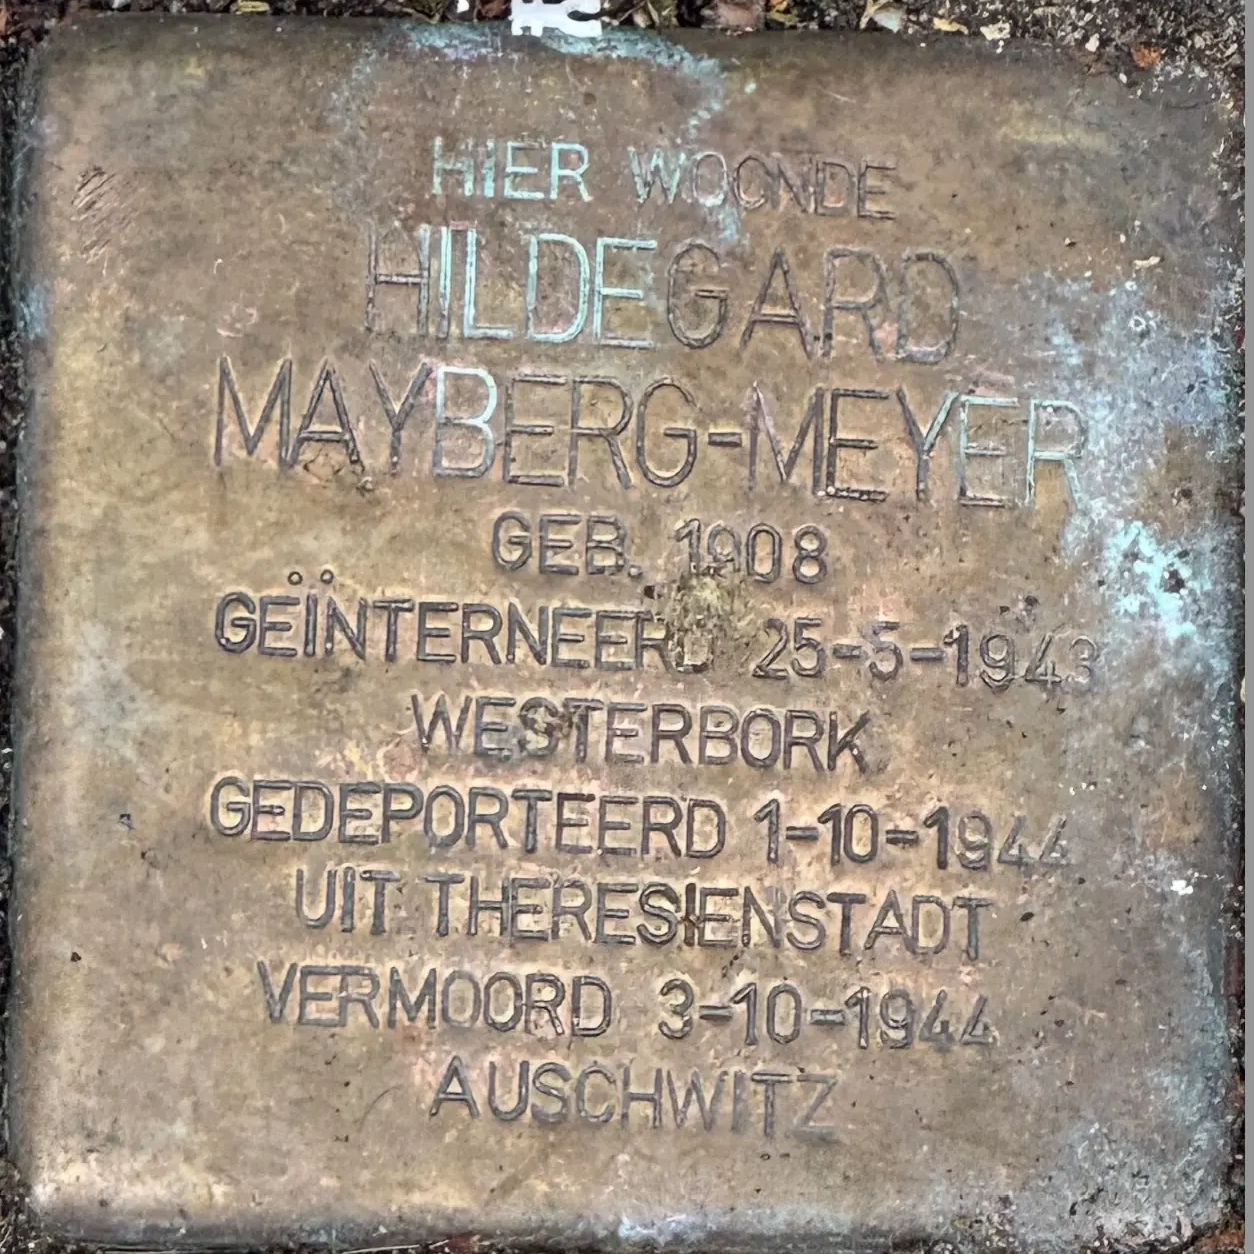 HIER WOONDE
HILDEGARD
MAYBERG-MEYER
GEB. 1908
GEÏNTERNEERD 25-5-1943
WESTERBORK
GEDEPORTEERD 1-10-1944
UIT THERESIENSTADT
VERMOORD 3-10-1944
AUSCHWITZ